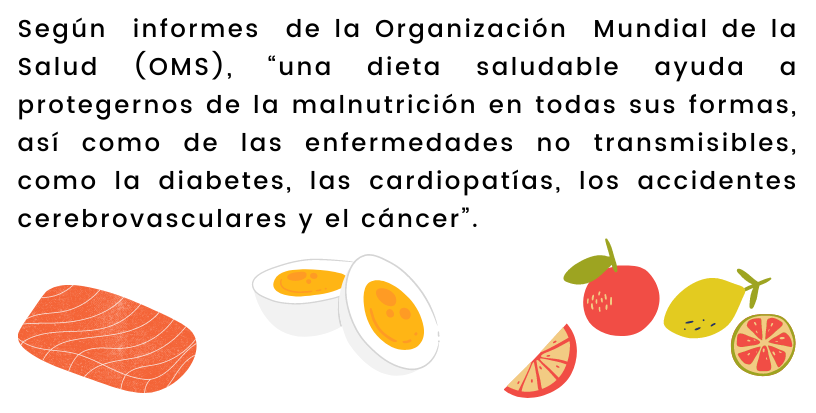 Según informes de la Organización Mundial de la
Salud (OMS), “una dieta saludable ayuda a
protegernos de la malnutrición en todas sus formas,
así como de las enfermedades no transmisibles,
como la diabetes, las cardiopatías, los accidentes
cerebrovasculares y el cáncer”.